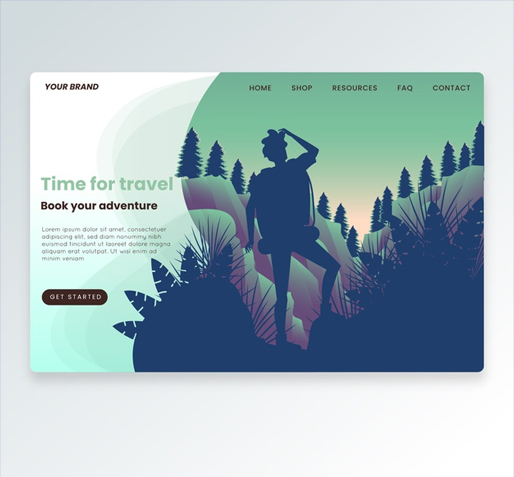 YOUR BRAND
HOME SHOP RESOURCES FAQ CONTACT
Time for travel
Book your adventure
Lorem ipsum dolor sit amet, consectetuer
adipiscing elit, sed diam nonummy nibh
euismod tincidunt ut laoreet dolore magna
aliquam erat volutpat. Ut wisi enim ad
minim veniam
GET STARTED